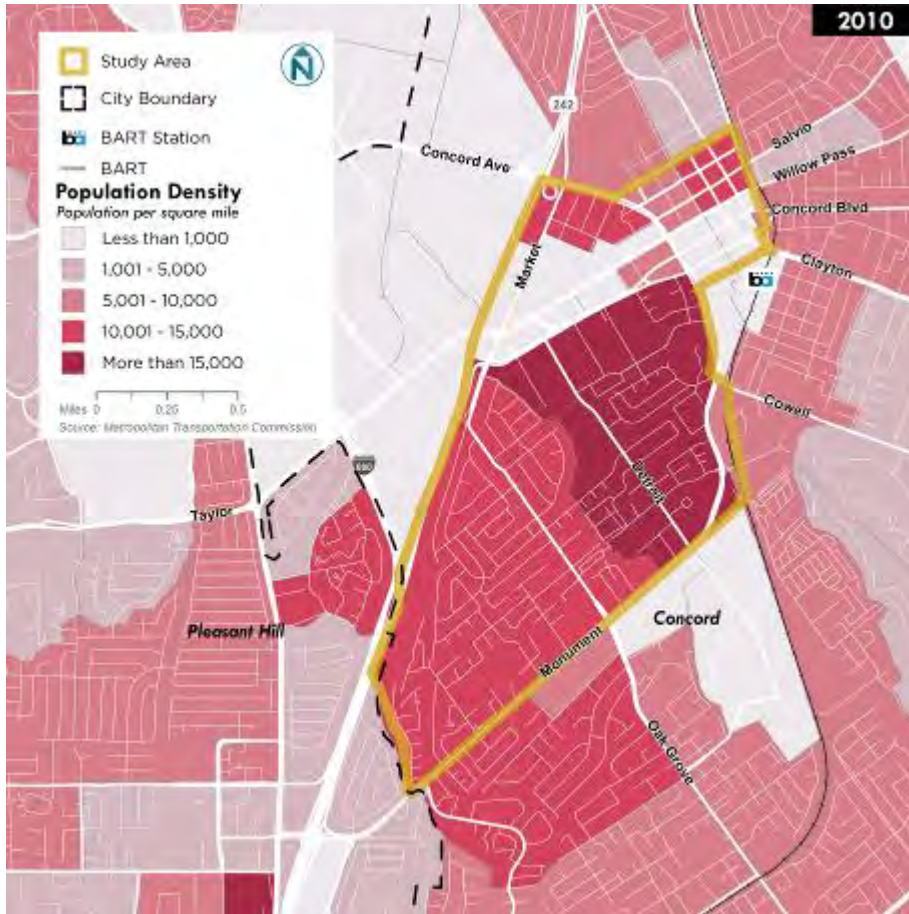 2010
Study Area
N
City Boundary
BART Station
BART
Population Density
Population per square mile
Less than 1,000
1,001 - 5,000
5,001 - 10,000
10,001 - 15,000
More than 15,000
Miles 0 0.25 0.5
Source: Metropolitan Transportation Commission
242
Concord Ave
Salvio
Willow Pass
Concord Blvd
Clayton
ba
Market
Cowell
Detroit
680
Taylor
Pleasant Hill
Concord
Monument
Oak Grove